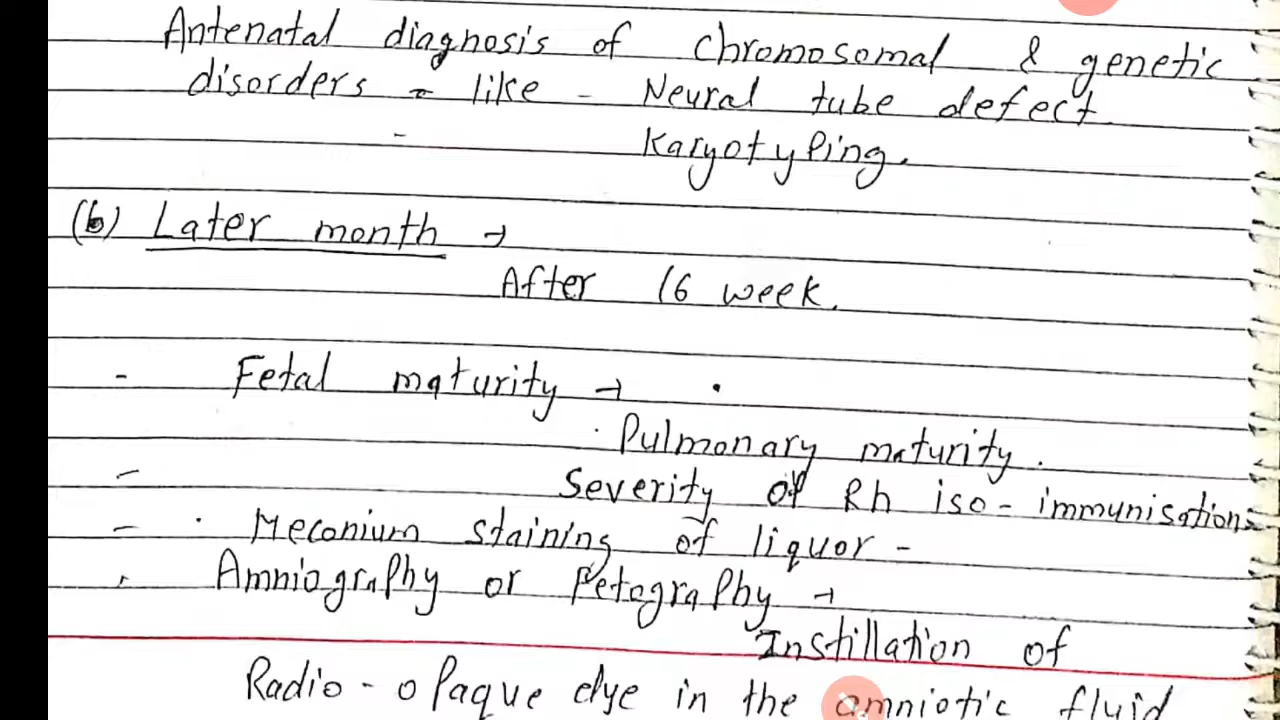 Antenatal diagnosis of chromosomal & genetic
disorders - like - Neural tube defect.
- Karyotyping.
(b) Later month →
After 16 week.
- Fetal maturity → .
. Pulmonary maturity.
- Severity of Rh iso-immunisation:
- . Meconium staining of liquor -
. Amniography or Fetography →
Instillation of
Radio-opaque dye in the amniotic fluid